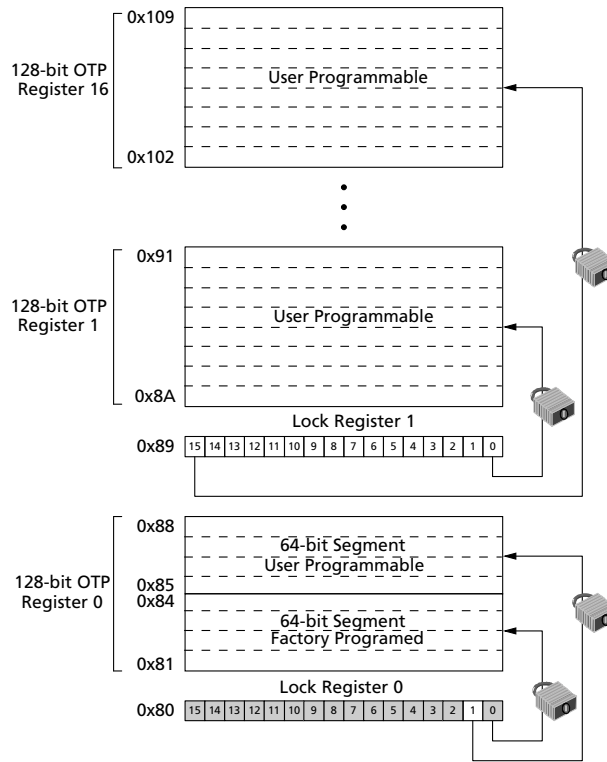 0x109
128-bit OTP
Register 16
User Programmable
0x102
0x91
128-bit OTP
Register 1
User Programmable
0x8A
Lock Register 1
0x89 15 14 13 12 11 10 9 8 7 6 5 4 3 2 1 0
0x88
64-bit Segment
User Programmable
128-bit OTP
Register 0
0x85
0x84
64-bit Segment
Factory Programed
0x81
Lock Register 0
0x80 15 14 13 12 11 10 9 8 7 6 5 4 3 2 1 0